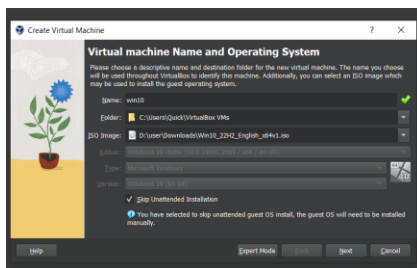 Create Virtual Machine
Virtual machine Name and Operating System
Please choose a descriptive name and destination folder for the new virtual machine. The name you choose
will be used throughout VirtualBox to identify this machine. Additionally, you can select an ISO image which
may be used to install the guest operating system.
Name: win10
Folder: C:\Users\Quick\VirtualBox VMs
ISO Image: D:\user\Downloads\Win10_22H2_English_x64v1.iso
Edition: Windows 10 Home
Type: Microsoft Windows
Version: Windows 10 (64-bit)
Skip Unattended Installation
You have selected to skip unattended guest OS install, the guest OS will need to be installed
manually.
Help Expert Mode Back Next Cancel